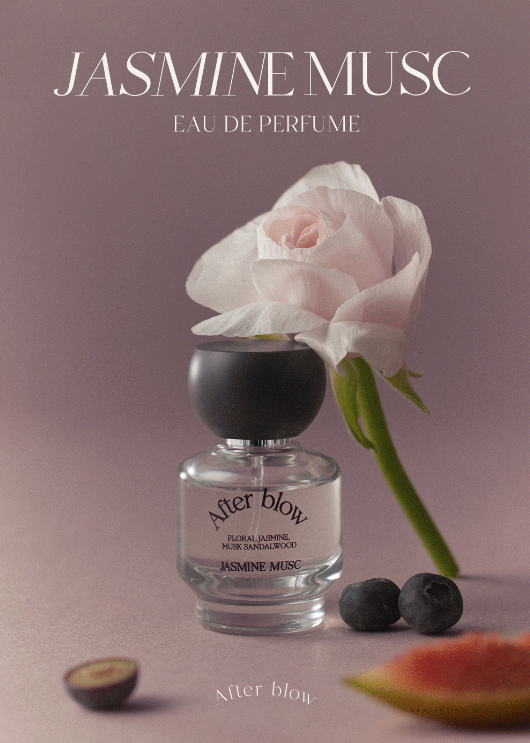 JASMINE MUSC
EAU DE PERFUME
After blow
FLORAL JASMINE,
MUSK SANDALWOOD
JASMINE MUSC
After blow